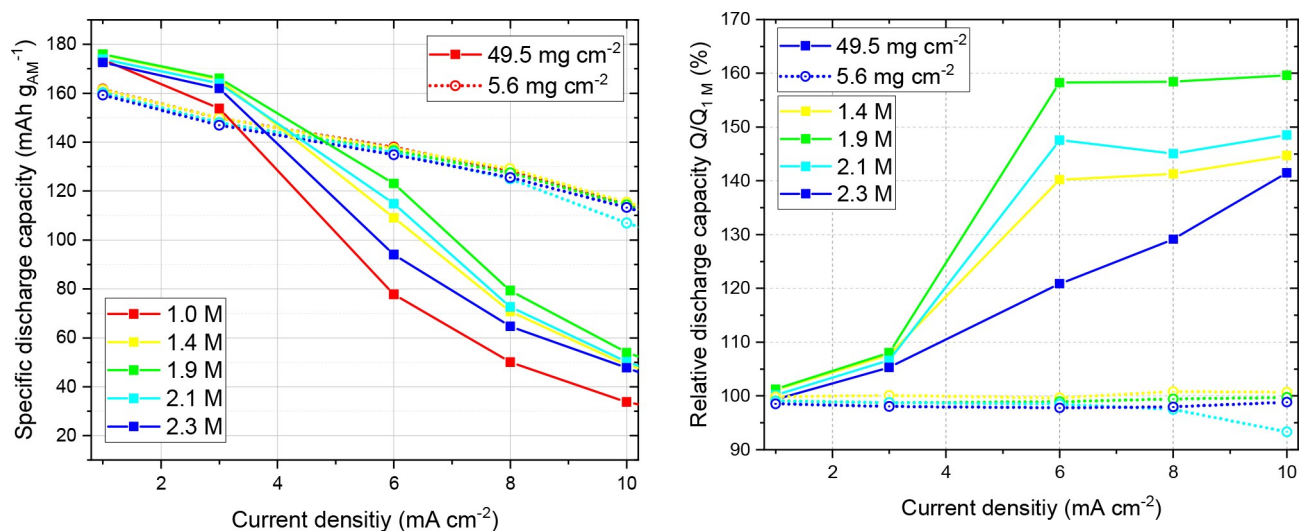 Specific discharge capacity (mAh g_AM^-1)
180
160
140
120
100
80
60
40
20
49.5 mg cm^-2
5.6 mg cm^-2
1.0 M
1.4 M
1.9 M
2.1 M
2.3 M
2 4 6 8 10
Current densitiy (mA cm^-2)
Relative discharge capacity Q/Q_1 M (%)
170
160
150
140
130
120
110
100
90
49.5 mg cm^-2
5.6 mg cm^-2
1.4 M
1.9 M
2.1 M
2.3 M
2 4 6 8 10
Current densitiy (mA cm^-2)